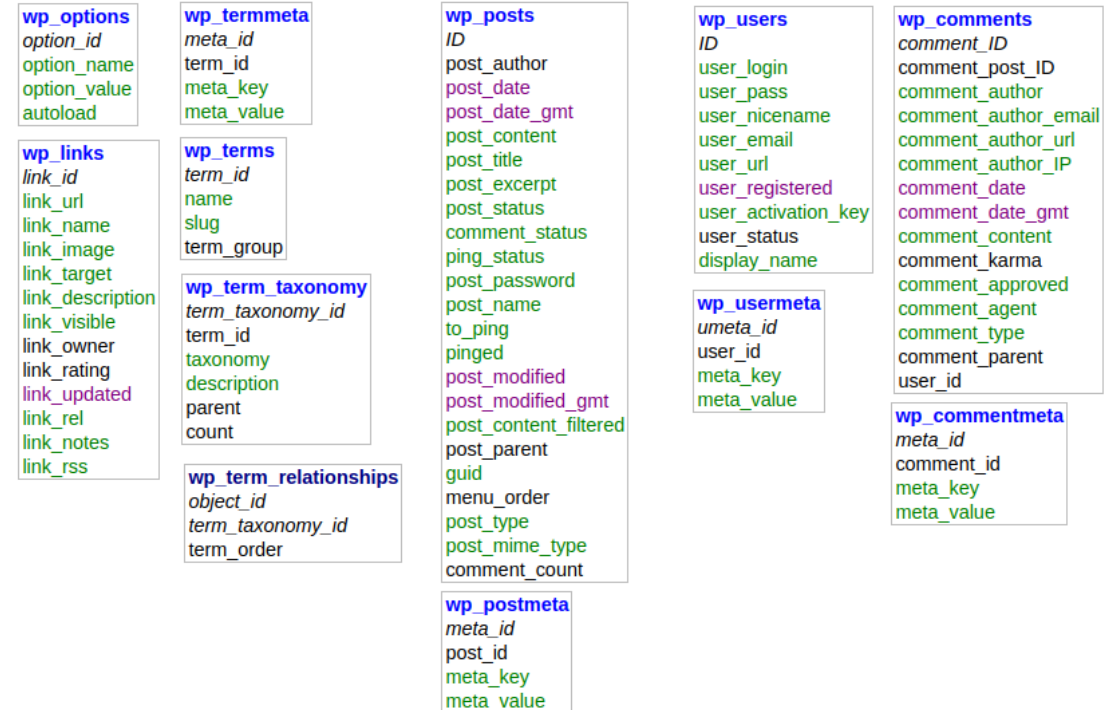 wp_options
option_id
option_name
option_value
autoload
wp_links
link_id
link_url
link_name
link_image
link_target
link_description
link_visible
link_owner
link_rating
link_updated
link_rel
link_notes
link_rss
wp_termmeta
meta_id
term_id
meta_key
meta_value
wp_terms
term_id
name
slug
term_group
wp_term_taxonomy
term_taxonomy_id
term_id
taxonomy
description
parent
count
wp_term_relationships
object_id
term_taxonomy_id
term_order
wp_posts
ID
post_author
post_date
post_date_gmt
post_content
post_title
post_excerpt
post_status
comment_status
ping_status
post_password
post_name
to_ping
pinged
post_modified
post_modified_gmt
post_content_filtered
post_parent
guid
menu_order
post_type
post_mime_type
comment_count
wp_postmeta
meta_id
post_id
meta_key
meta_value
wp_users
ID
user_login
user_pass
user_nicename
user_email
user_url
user_registered
user_activation_key
user_status
display_name
wp_usermeta
umeta_id
user_id
meta_key
meta_value
wp_comments
comment_ID
comment_post_ID
comment_author
comment_author_email
comment_author_url
comment_author_IP
comment_date
comment_date_gmt
comment_content
comment_karma
comment_approved
comment_agent
comment_type
comment_parent
user_id
wp_commentmeta
meta_id
comment_id
meta_key
meta_value